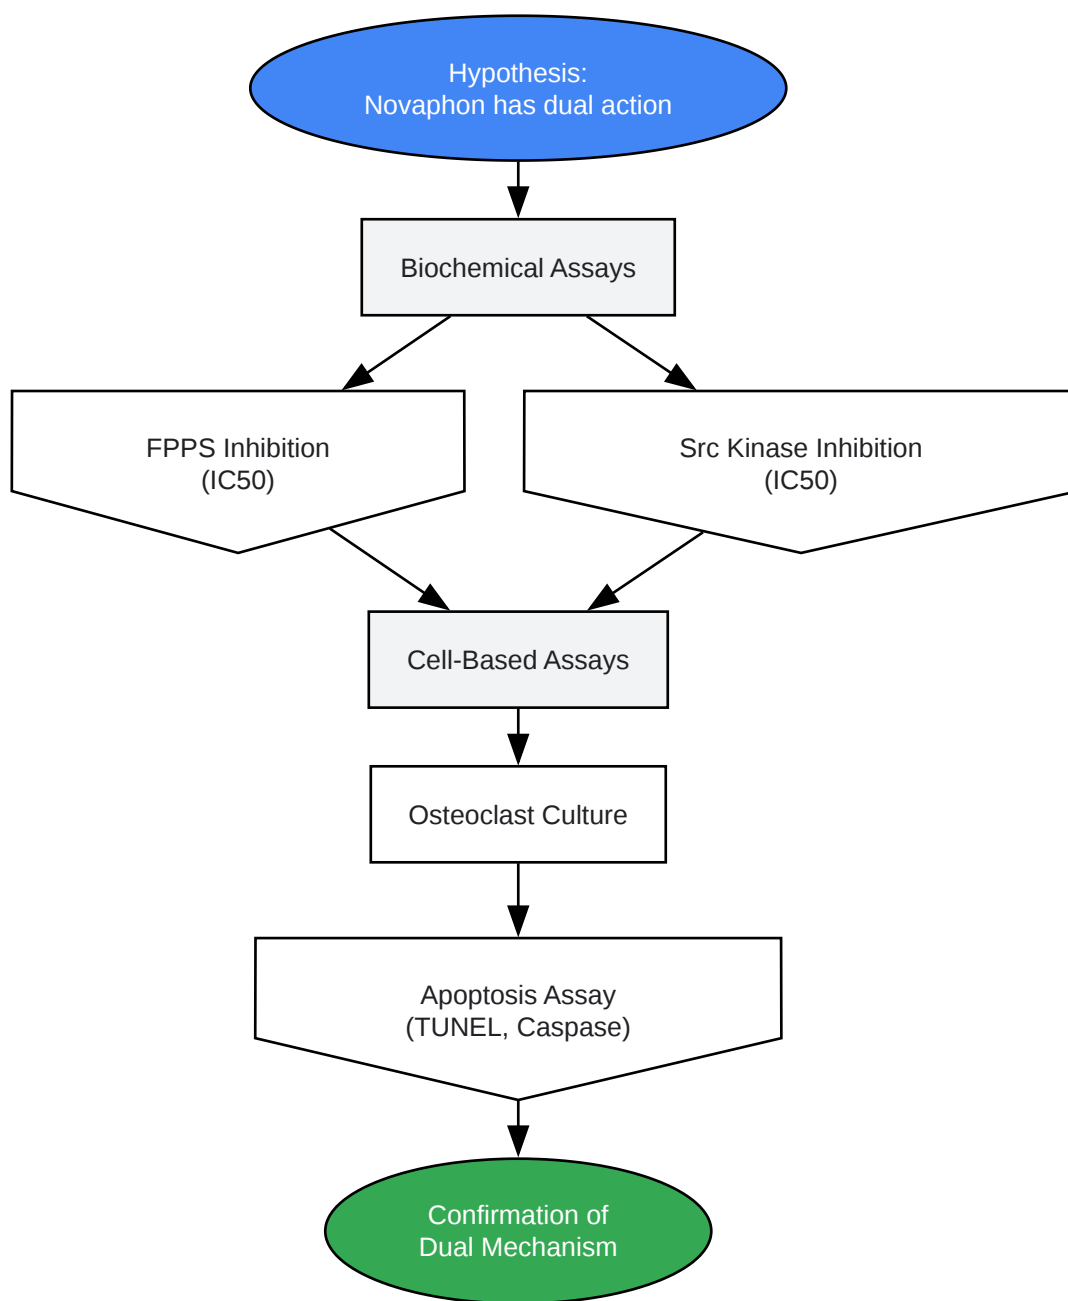 Hypothesis:
Novaphon has dual action
Biochemical Assays
FPPS Inhibition
(IC50)
Src Kinase Inhibition
(IC50)
Cell-Based Assays
Osteoclast Culture
Apoptosis Assay
(TUNEL, Caspase)
Confirmation of
Dual Mechanism